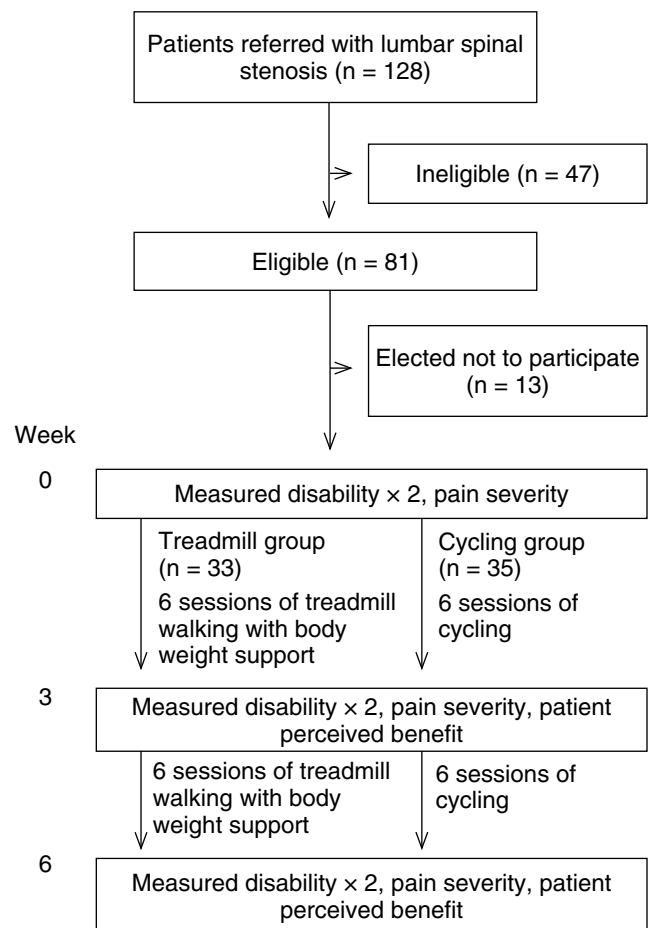 Patients referred with lumbar spinal
stenosis (n = 128)
Ineligible (n = 47)
Eligible (n = 81)
Elected not to participate
(n = 13)
Week
0
Measured disability × 2, pain severity
Treadmill group
(n = 33)
6 sessions of treadmill
walking with body
weight support
Cycling group
(n = 35)
6 sessions of
cycling
3
Measured disability × 2, pain severity, patient
perceived benefit
6 sessions of treadmill
walking with body
weight support
6 sessions of
cycling
6
Measured disability × 2, pain severity, patient
perceived benefit